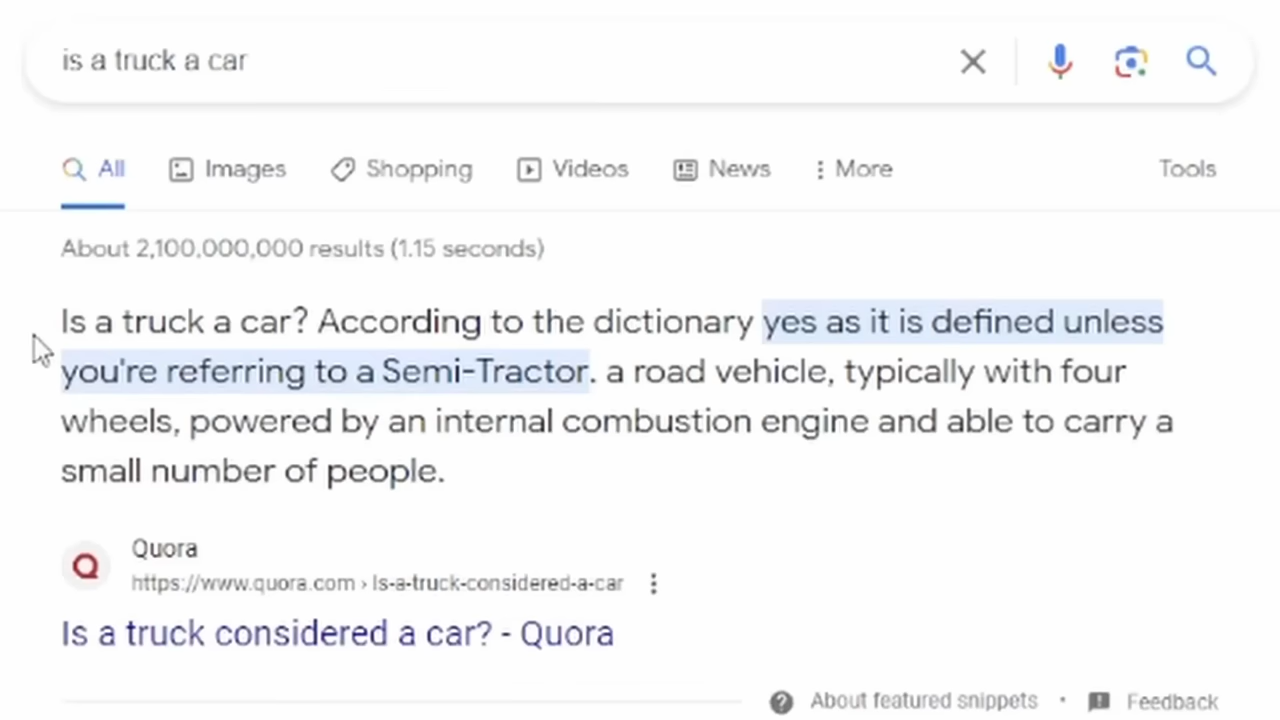 is a truck a car
All Images Shopping Videos News More Tools
About 2,100,000,000 results (1.15 seconds)
Is a truck a car? According to the dictionary yes as it is defined unless
you're referring to a Semi-Tractor. a road vehicle, typically with four
wheels, powered by an internal combustion engine and able to carry a
small number of people.
Quora
https://www.quora.com › Is-a-truck-considered-a-car
Is a truck considered a car? - Quora
About featured snippets • Feedback